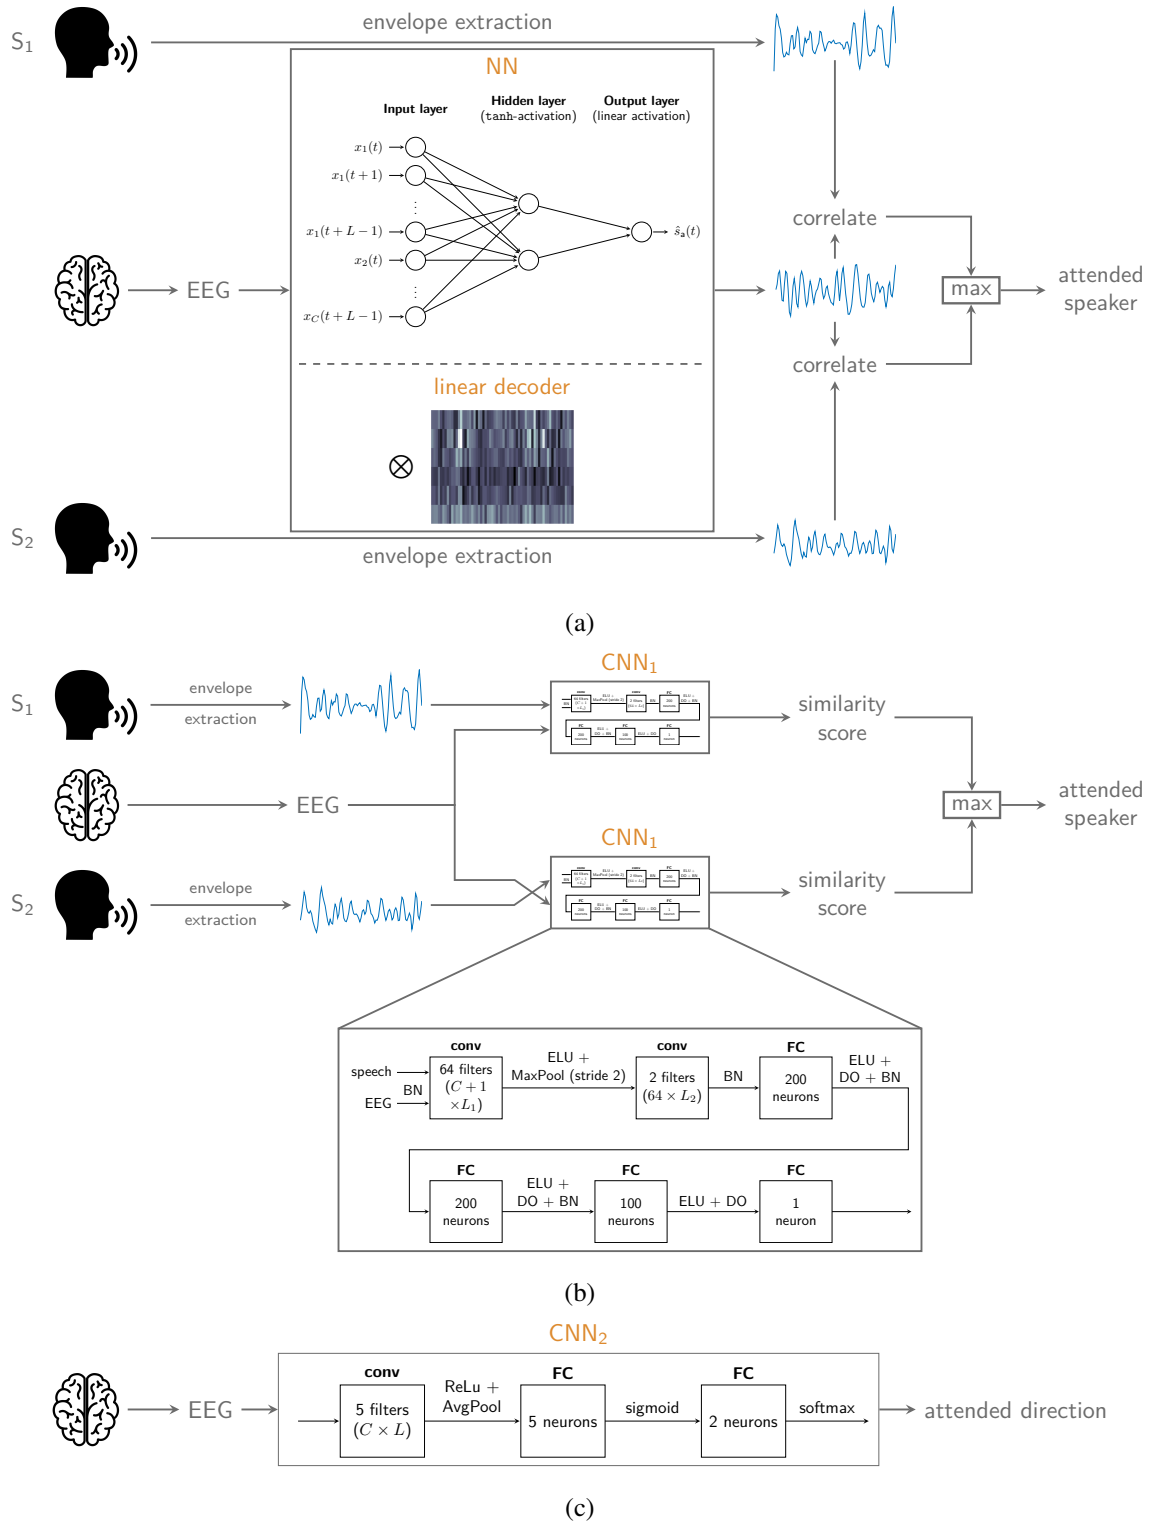 S1
envelope extraction
NN
Input layer
Hidden layer
(tanh-activation)
Output layer
(linear activation)
x1(t)
x1(t+1)
⋮
x1(t+L−1)
x2(t)
⋮
xC(t+L−1)
ŝa(t)
EEG
correlate
max
attended
speaker
correlate
linear decoder
⊗
S2
envelope extraction
(a)
CNN1
S1
envelope
extraction
similarity
score
EEG
max
attended
speaker
CNN1
S2
envelope
extraction
similarity
score
conv
ELU +
MaxPool (stride 2)
conv
FC
ELU +
DO + BN
speech
BN
EEG
64 filters
(C + 1
×L1)
2 filters
(64 × L2)
BN
200
neurons
FC
200
neurons
ELU +
DO + BN
FC
100
neurons
ELU + DO
FC
1
neuron
(b)
CNN2
EEG
conv
5 filters
(C × L)
ReLu +
AvgPool
FC
5 neurons
sigmoid
FC
2 neurons
softmax
attended direction
(c)